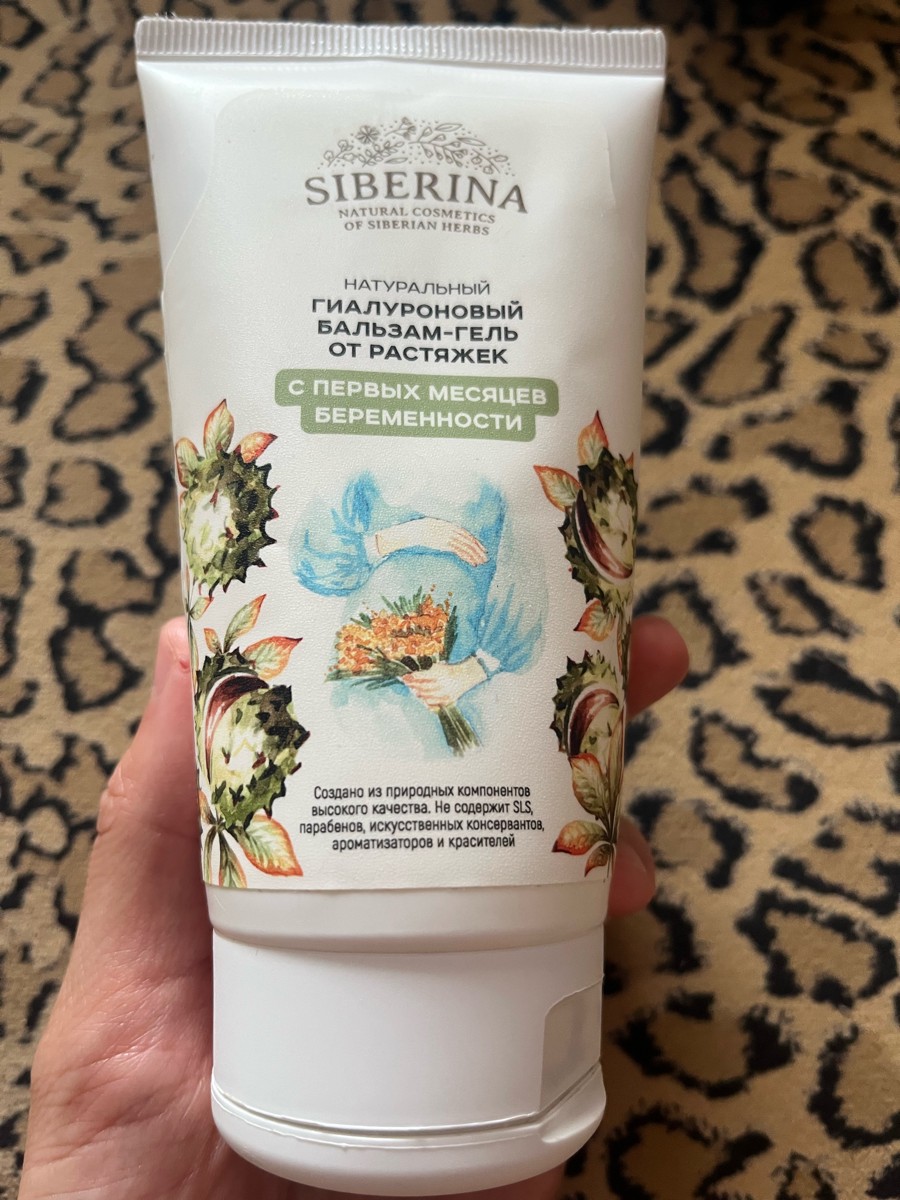 SIBERINA
NATURAL COSMETICS
OF SIBERIAN HERBS
НАТУРАЛЬНЫЙ
ГИАЛУРОНОВЫЙ
БАЛЬЗАМ-ГЕЛЬ
ОТ РАСТЯЖЕК
С ПЕРВЫХ МЕСЯЦЕВ
БЕРЕМЕННОСТИ
Создано из природных компонентов
высокого качества. Не содержит SLS,
парабенов, искусственных консервантов,
ароматизаторов и красителей